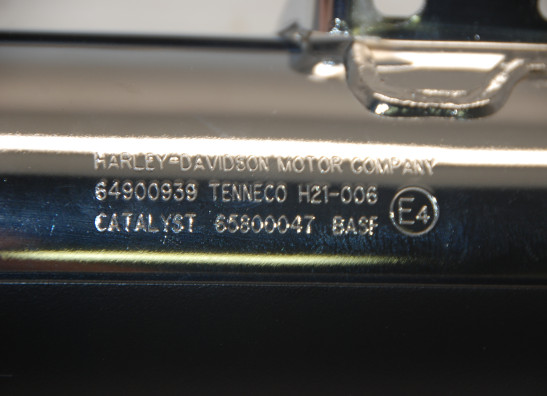 HARLEY-DAVIDSON MOTOR COMPANY
64900939 TENNECO H21-006
CATALYST 65800047 BASF E4